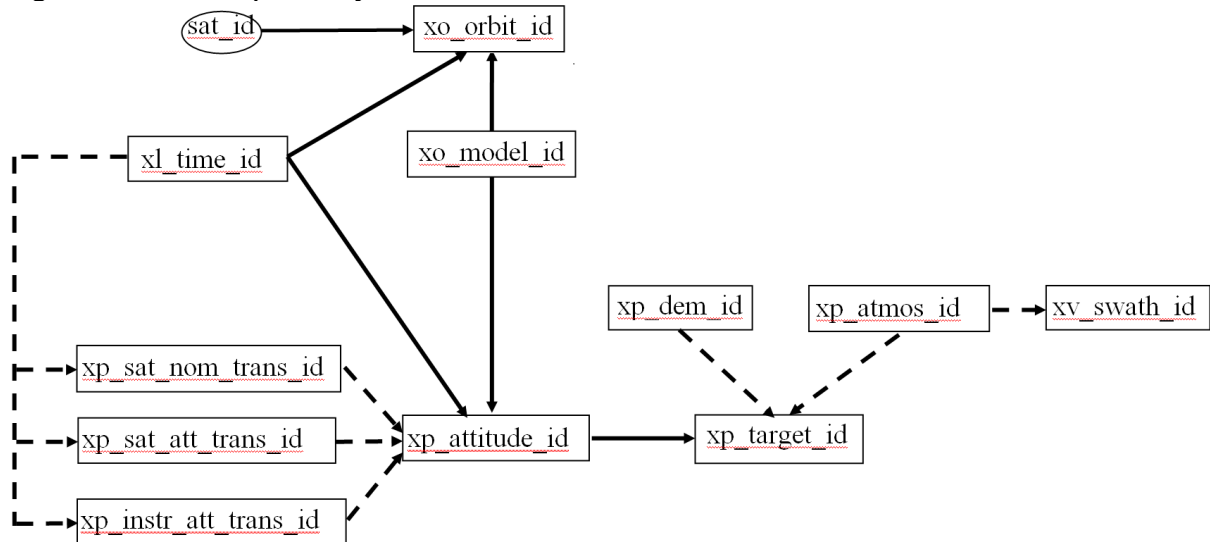 sat_id
xo_orbit_id
xl_time_id
xo_model_id
xp_dem_id
xp_atmos_id
xv_swath_id
xp_sat_nom_trans_id
xp_sat_att_trans_id
xp_attitude_id
xp_target_id
xp_instr_att_trans_id